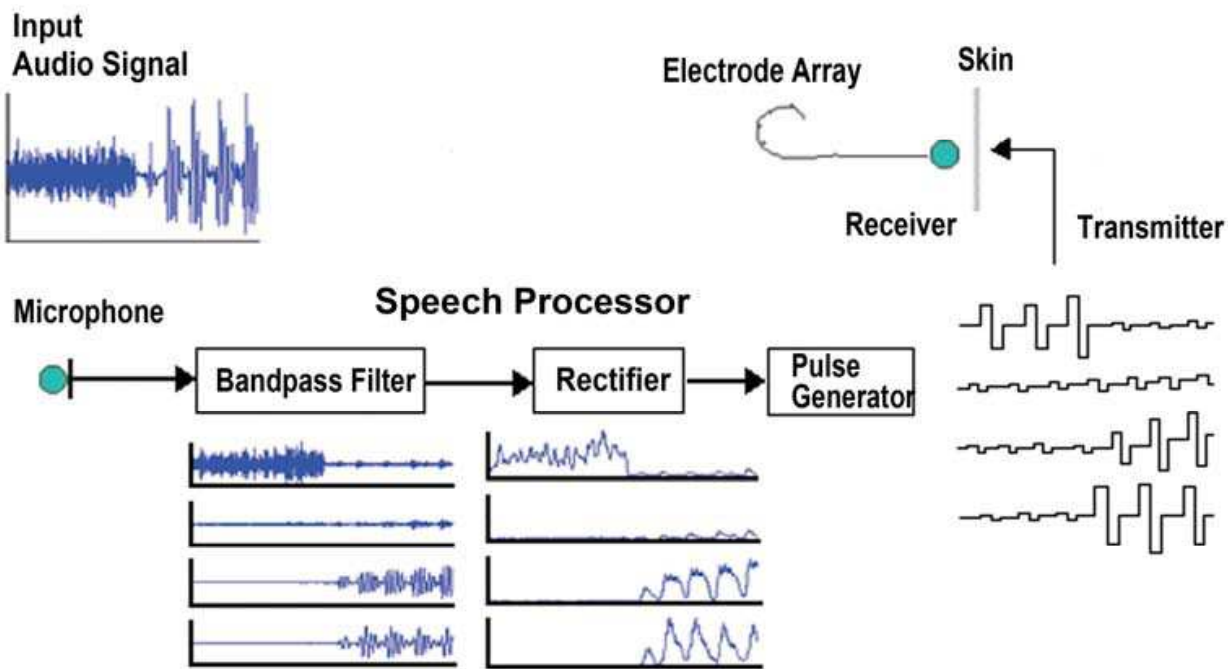 Input
Audio Signal
Electrode Array
Skin
Receiver
Transmitter
Microphone
Speech Processor
Bandpass Filter
Rectifier
Pulse
Generator